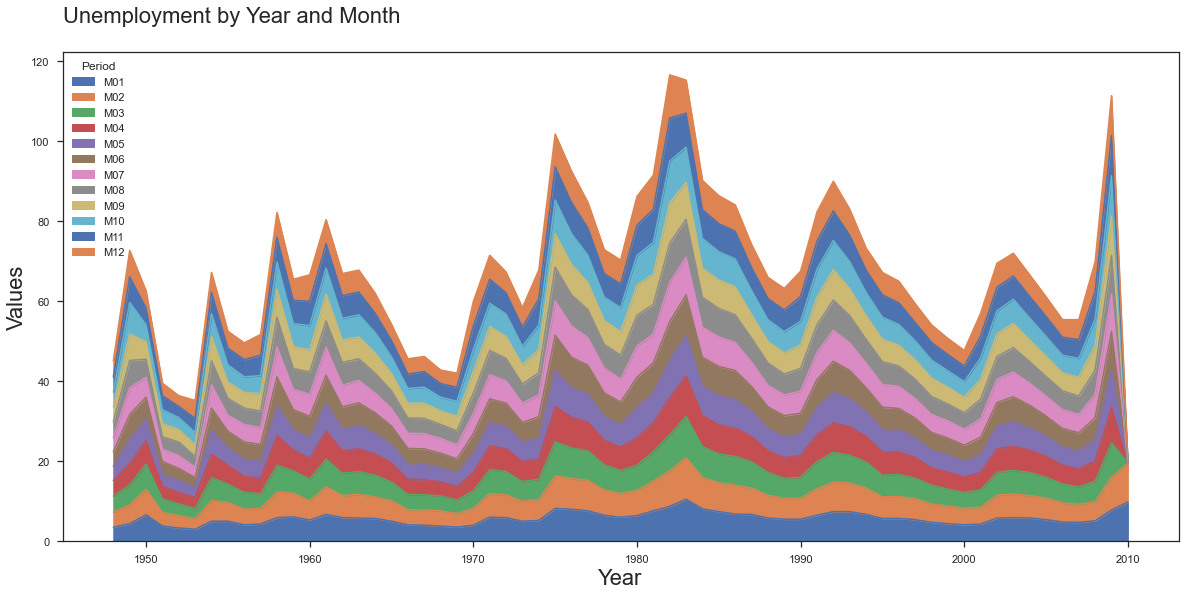 Unemployment by Year and Month
Values
120
100
80
60
40
20
0
Period
M01
M02
M03
M04
M05
M06
M07
M08
M09
M10
M11
M12
1950 1960 1970 1980 1990 2000 2010
Year